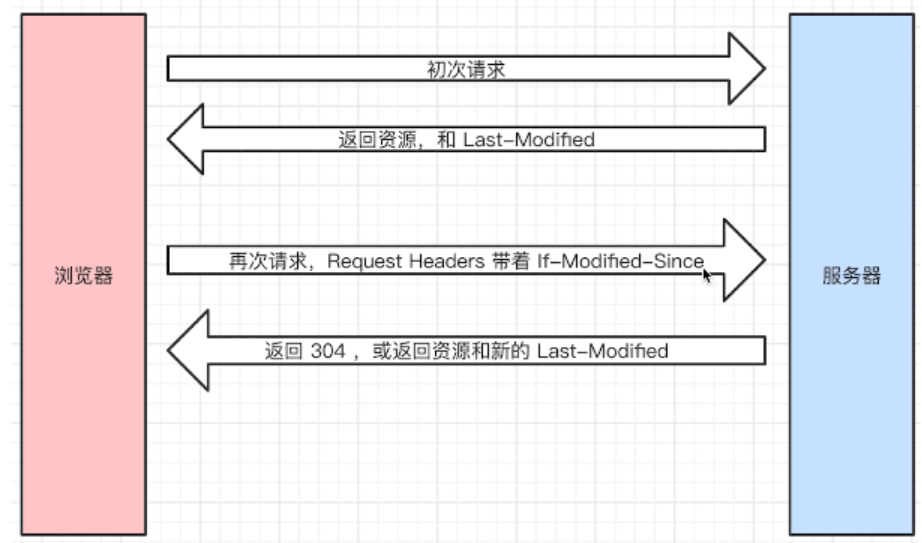 初次请求
返回资源，和 Last-Modified
再次请求，Request Headers 带着 If-Modified-Since
浏览器
服务器
返回 304 ，或返回资源和新的 Last-Modified